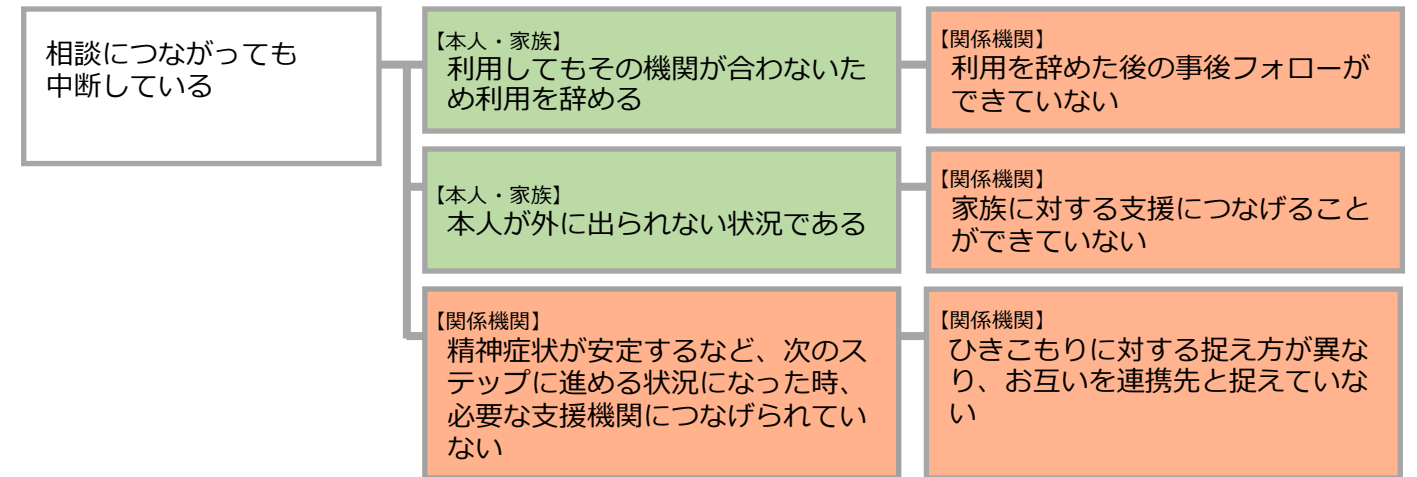 相談につながっても
中断している
【本人・家族】
利用してもその機関が合わないた
め利用を辞める
【関係機関】
利用を辞めた後の事後フォローが
できていない
【本人・家族】
本人が外に出られない状況である
【関係機関】
家族に対する支援につなげること
ができていない
【関係機関】
精神症状が安定するなど、次のス
テップに進める状況になった時、
必要な支援機関につなげられてい
ない
【関係機関】
ひきこもりに対する捉え方が異な
り、お互いを連携先と捉えていな
い